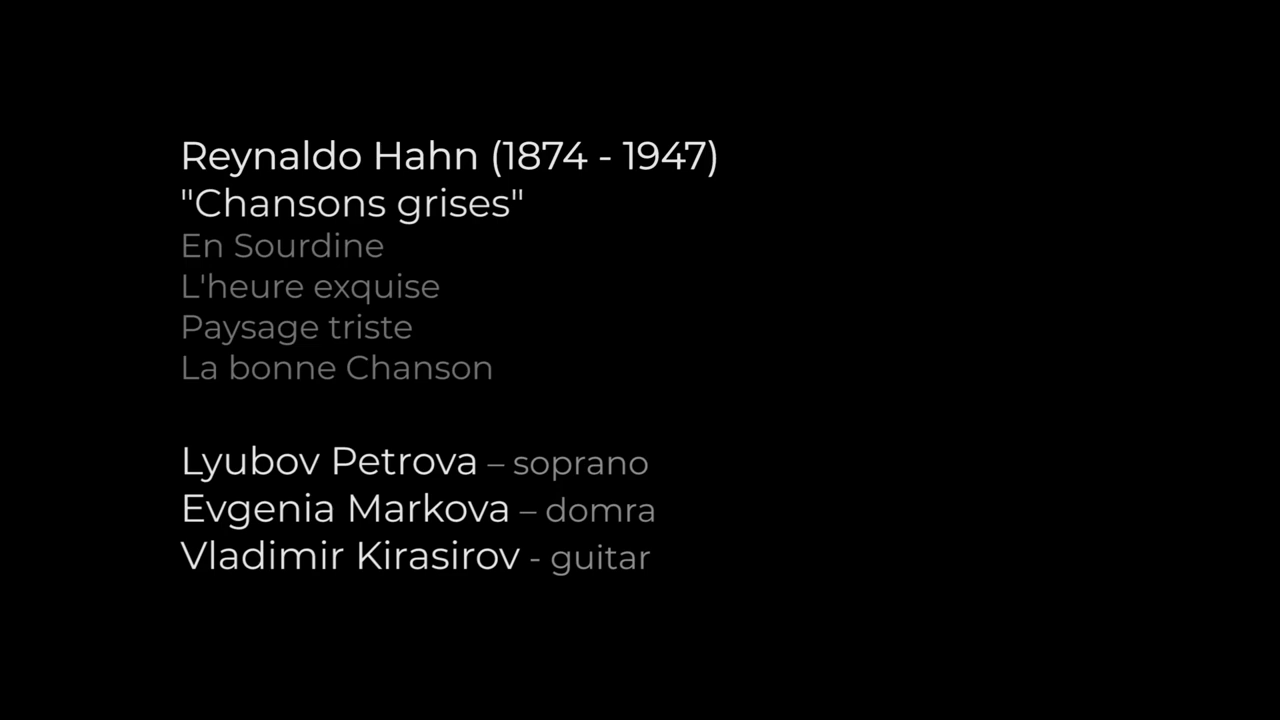 Reynaldo Hahn (1874 - 1947)
"Chansons grises"
En Sourdine
L'heure exquise
Paysage triste
La bonne Chanson
Lyubov Petrova – soprano
Evgenia Markova – domra
Vladimir Kirasirov - guitar